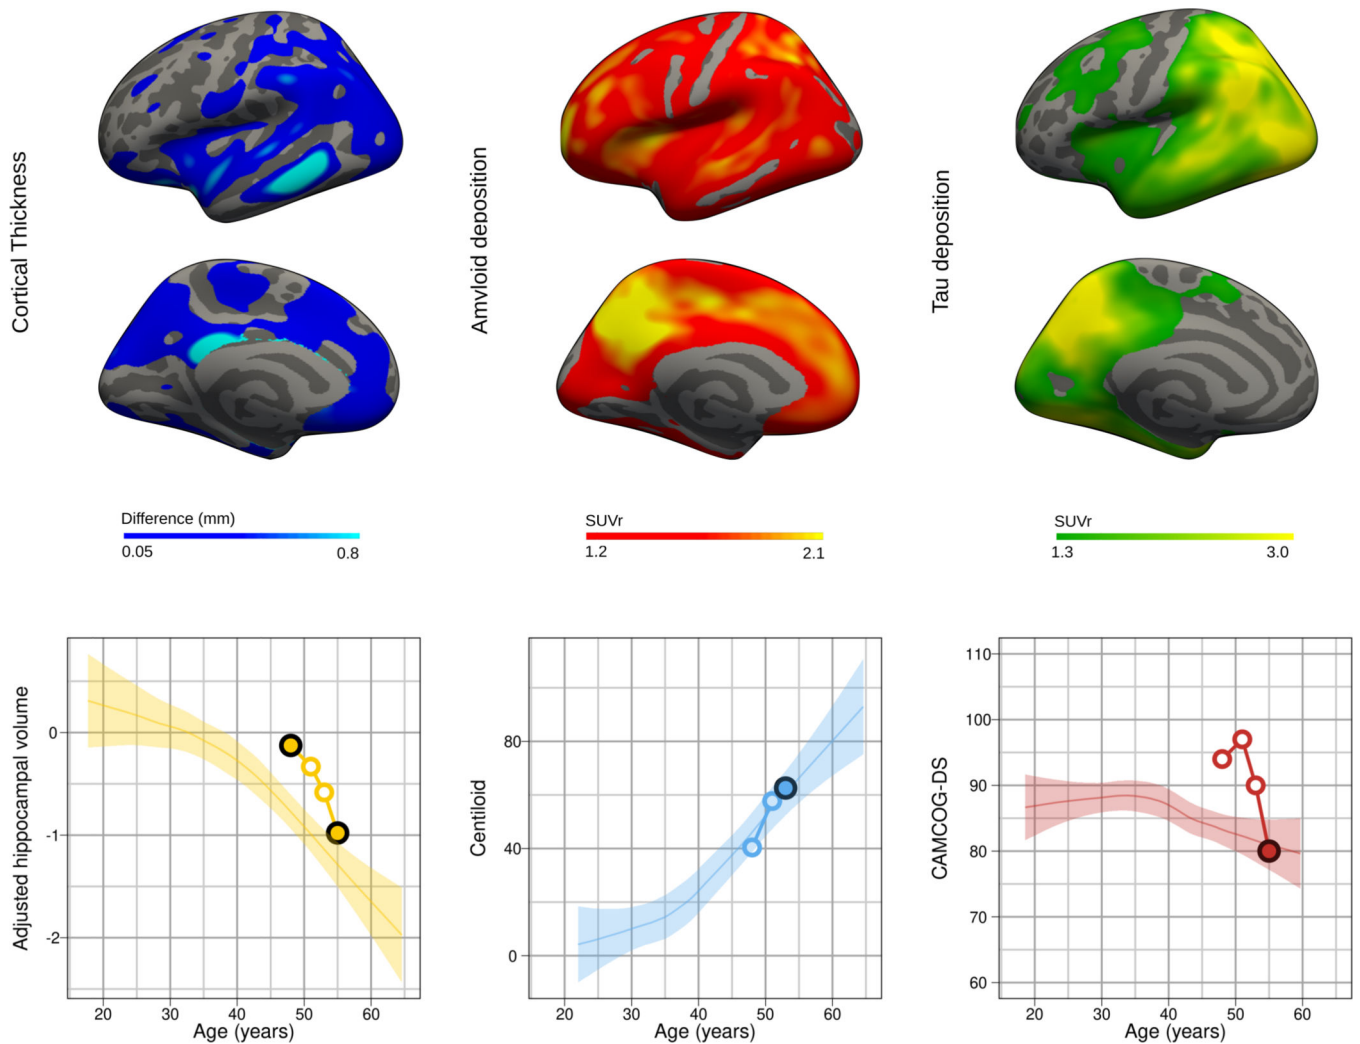 Cortical Thickness
Amyloid deposition
Tau deposition
Difference (mm)
0.05 0.8
SUVr
1.2 2.1
SUVr
1.3 3.0
Adjusted hippocampal volume
0
-1
-2
20 30 40 50 60
Age (years)
Centiloid
80
40
0
20 30 40 50 60
Age (years)
CAMCOG-DS
110
100
90
80
70
60
20 30 40 50 60
Age (years)